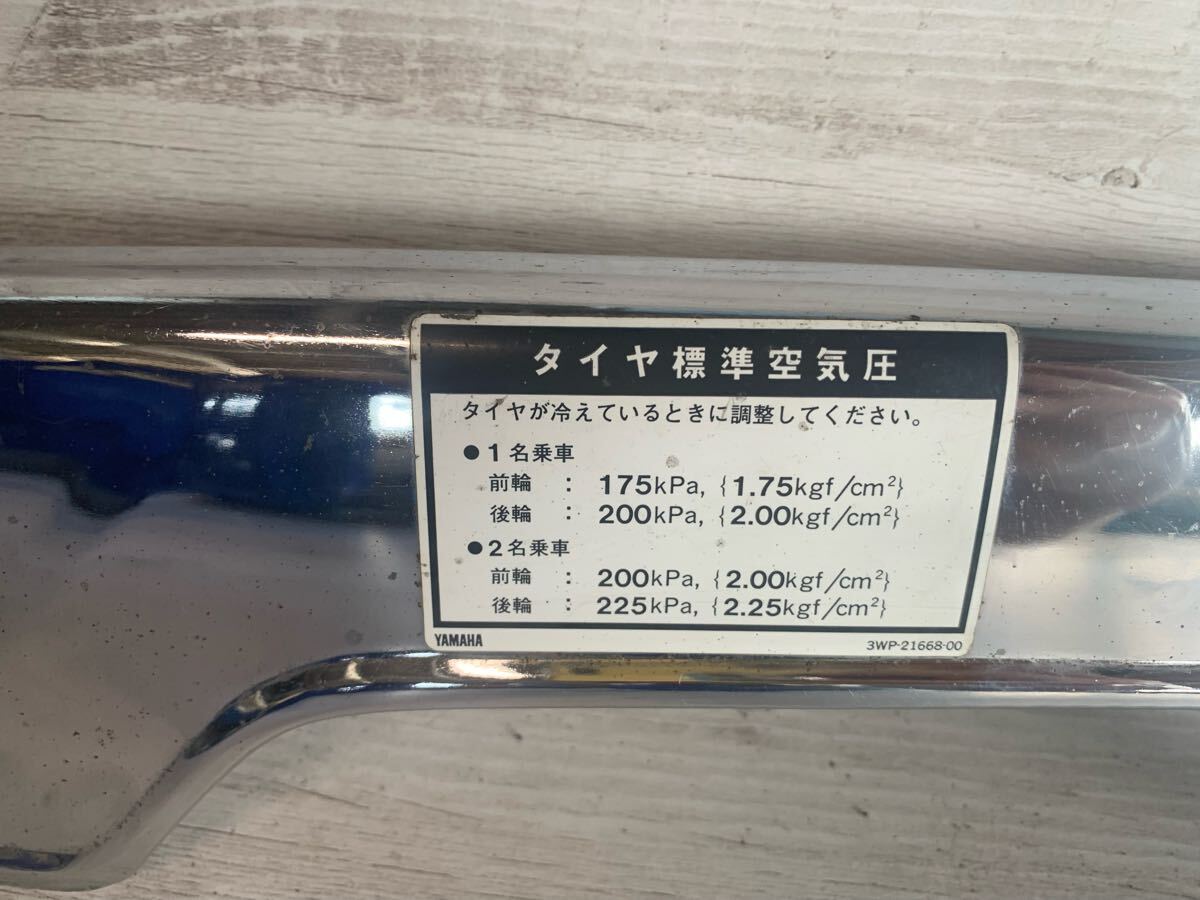 タイヤ標準空気圧
タイヤが冷えているときに調整してください。
●1名乗車
前輪 : 175kPa, {1.75kgf/cm²}
後輪 : 200kPa, {2.00kgf/cm²}
●2名乗車
前輪 : 200kPa, {2.00kgf/cm²}
後輪 : 225kPa, {2.25kgf/cm²}
YAMAHA 3WP-21668-00